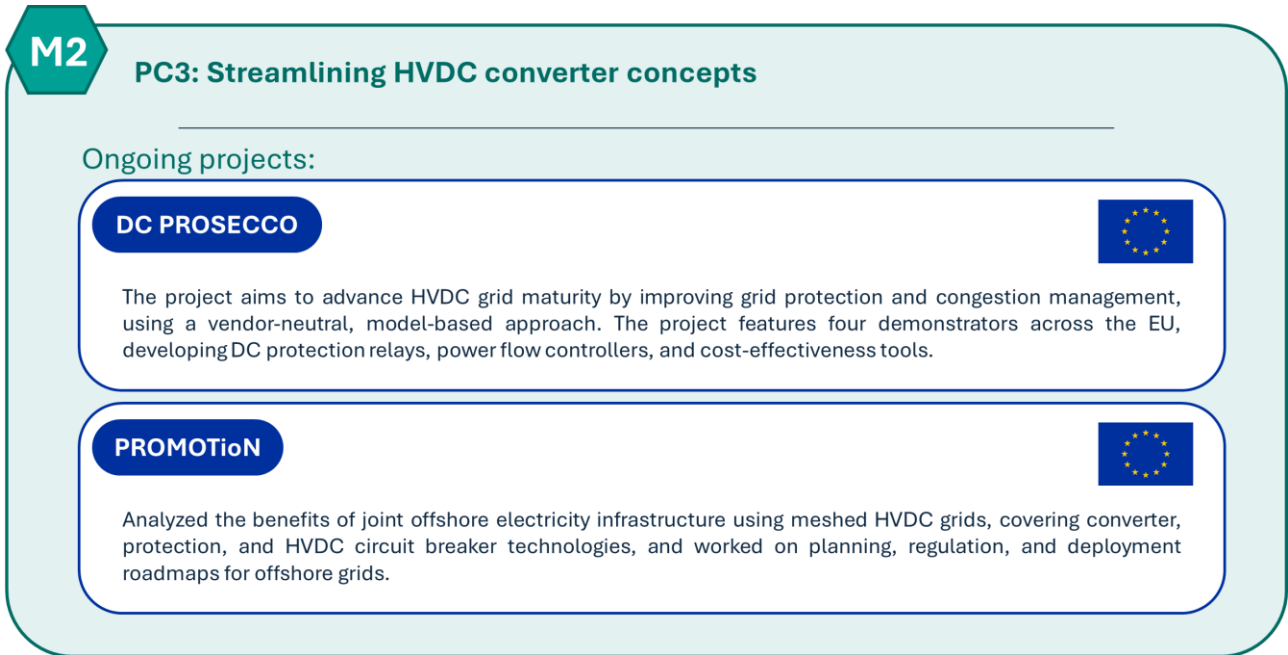 M2
PC3: Streamlining HVDC converter concepts
Ongoing projects:
DC PROSECCO
The project aims to advance HVDC grid maturity by improving grid protection and congestion management,
using a vendor-neutral, model-based approach. The project features four demonstrators across the EU,
developing DC protection relays, power flow controllers, and cost-effectiveness tools.
PROMOTioN
Analyzed the benefits of joint offshore electricity infrastructure using meshed HVDC grids, covering converter,
protection, and HVDC circuit breaker technologies, and worked on planning, regulation, and deployment
roadmaps for offshore grids.